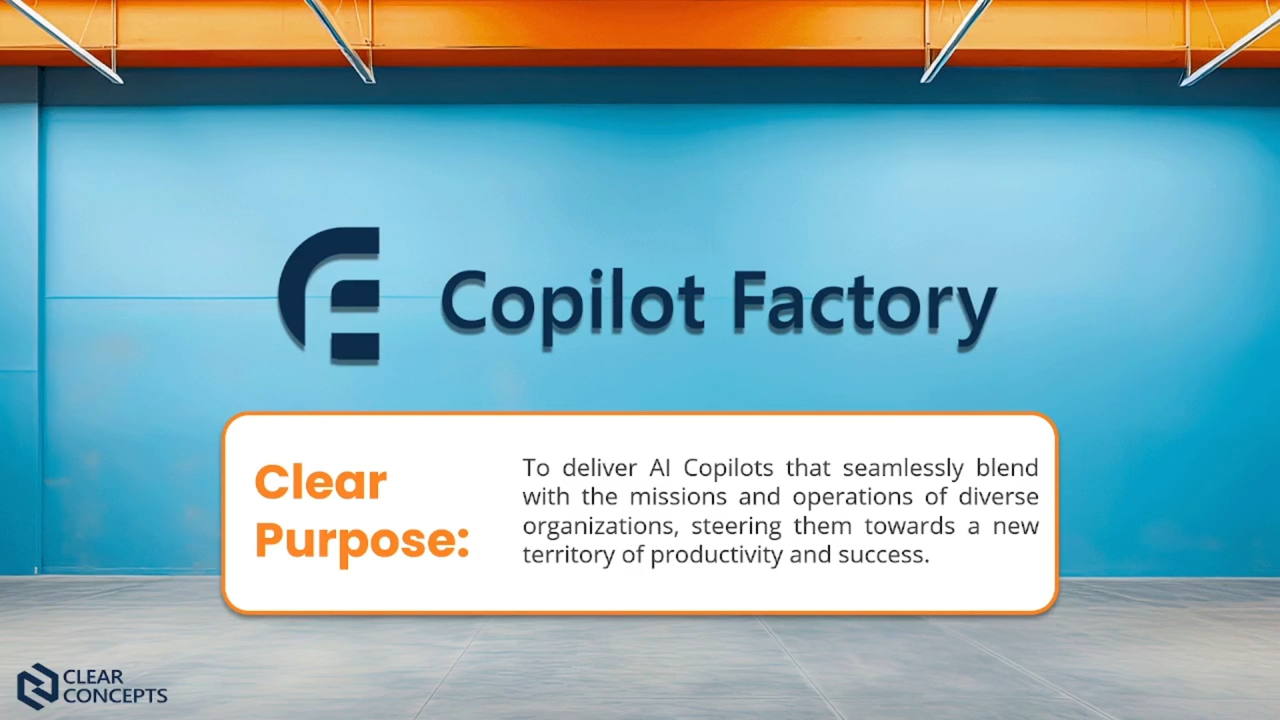 Copilot Factory
Clear
Purpose:
To deliver AI Copilots that seamlessly blend
with the missions and operations of diverse
organizations, steering them towards a new
territory of productivity and success.
CLEAR
CONCEPTS